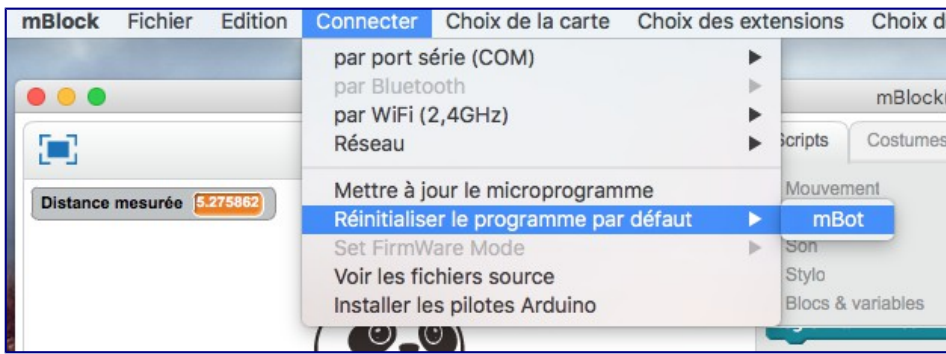 mBlock Fichier Edition Connecter Choix de la carte Choix des extensions Choix d
par port série (COM)
par Bluetooth
par WiFi (2,4GHz)
Réseau
Mettre à jour le microprogramme
Réinitialiser le programme par défaut
mBot
Set FirmWare Mode
Voir les fichiers source
Installer les pilotes Arduino
mBlock
Distance mesurée 5.275862
Scripts Costumes
Mouvement
Son
Stylo
Blocs & variables